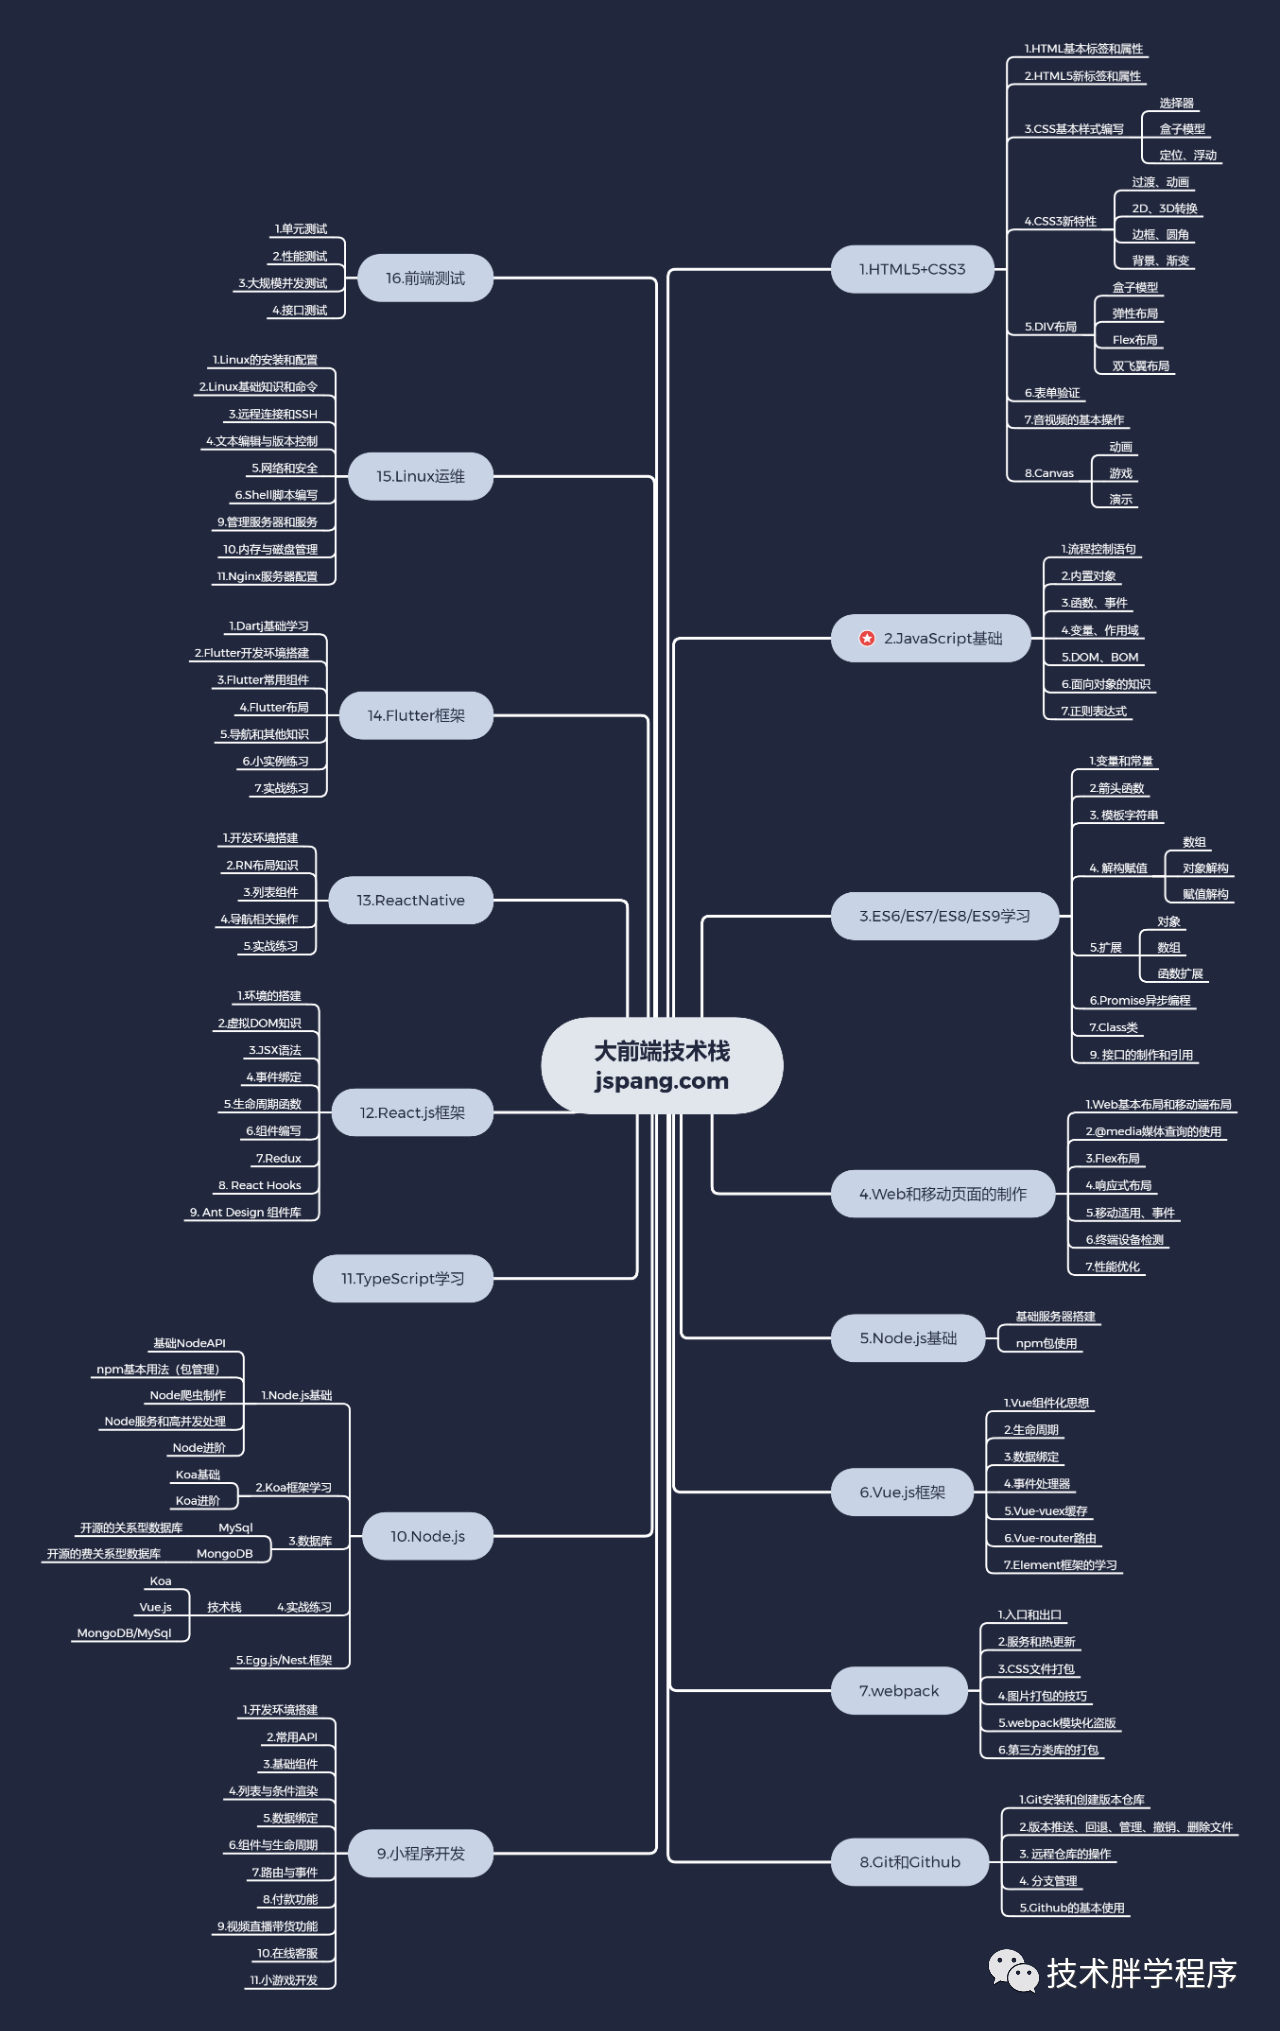 大前端技术栈
jspang.com
1.HTML5+CSS3
1.HTML基本标签和属性
2.HTML5新标签和属性
3.CSS基本样式编写
选择器
盒子模型
定位、浮动
4.CSS3新特性
过渡、动画
2D、3D转换
边框、圆角
背景、渐变
5.DIV布局
盒子模型
弹性布局
Flex布局
双飞翼布局
6.表单验证
7.音视频的基本操作
8.Canvas
动画
游戏
演示
2.JavaScript基础
1.流程控制语句
2.内置对象
3.函数、事件
4.变量、作用域
5.DOM、BOM
6.面向对象的知识
7.正则表达式
3.ES6/ES7/ES8/ES9学习
1.变量和常量
2.箭头函数
3. 模板字符串
4. 解构赋值
数组
对象解构
赋值解构
5.扩展
对象
数组
函数扩展
6.Promise异步编程
7.Class类
9. 接口的制作和引用
4.Web和移动页面的制作
1.Web基本布局和移动端布局
2.@media媒体查询的使用
3.Flex布局
4.响应式布局
5.移动适用、事件
6.终端设备检测
7.性能优化
5.Node.js基础
基础服务器搭建
npm包使用
6.Vue.js框架
1.Vue组件化思想
2.生命周期
3.数据绑定
4.事件处理器
5.Vue-vuex缓存
6.Vue-router路由
7.Element框架的学习
7.webpack
1.入口和出口
2.服务和热更新
3.CSS文件打包
4.图片打包的技巧
5.webpack模块化盗版
6.第三方类库的打包
8.Git和Github
1.Git安装和创建版本仓库
2.版本推送、回退、管理、撤销、删除文件
3. 远程仓库的操作
4. 分支管理
5.Github的基本使用
16.前端测试
1.单元测试
2.性能测试
3.大规模并发测试
4.接口测试
15.Linux运维
1.Linux的安装和配置
2.Linux基础知识和命令
3.远程连接和SSH
4.文本编辑与版本控制
5.网络和安全
6.Shell脚本编写
9.管理服务器和服务
10.内存与磁盘管理
11.Nginx服务器配置
14.Flutter框架
1.Dartj基础学习
2.Flutter开发环境搭建
3.Flutter常用组件
4.Flutter布局
5.导航和其他知识
6.小实例练习
7.实战练习
13.ReactNative
1.开发环境搭建
2.RN布局知识
3.列表组件
4.导航相关操作
5.实战练习
12.React.js框架
1.环境的搭建
2.虚拟DOM知识
3.JSX语法
4.事件绑定
5.生命周期函数
6.组件编写
7.Redux
8. React Hooks
9. Ant Design 组件库
11.TypeScript学习
10.Node.js
1.Node.js基础
基础NodeAPI
npm基本用法（包管理）
Node爬虫制作
Node服务和高并发处理
Node进阶
2.Koa框架学习
Koa基础
Koa进阶
3.数据库
MySql
开源的关系型数据库
MongoDB
开源的费关系型数据库
4.实战练习
技术栈
Koa
Vue.js
MongoDB/MySql
5.Egg.js/Nest.框架
9.小程序开发
1.开发环境搭建
2.常用API
3.基础组件
4.列表与条件渲染
5.数据绑定
6.组件与生命周期
7.路由与事件
8.付款功能
9.视频直播带货功能
10.在线客服
11.小游戏开发
技术胖学程序